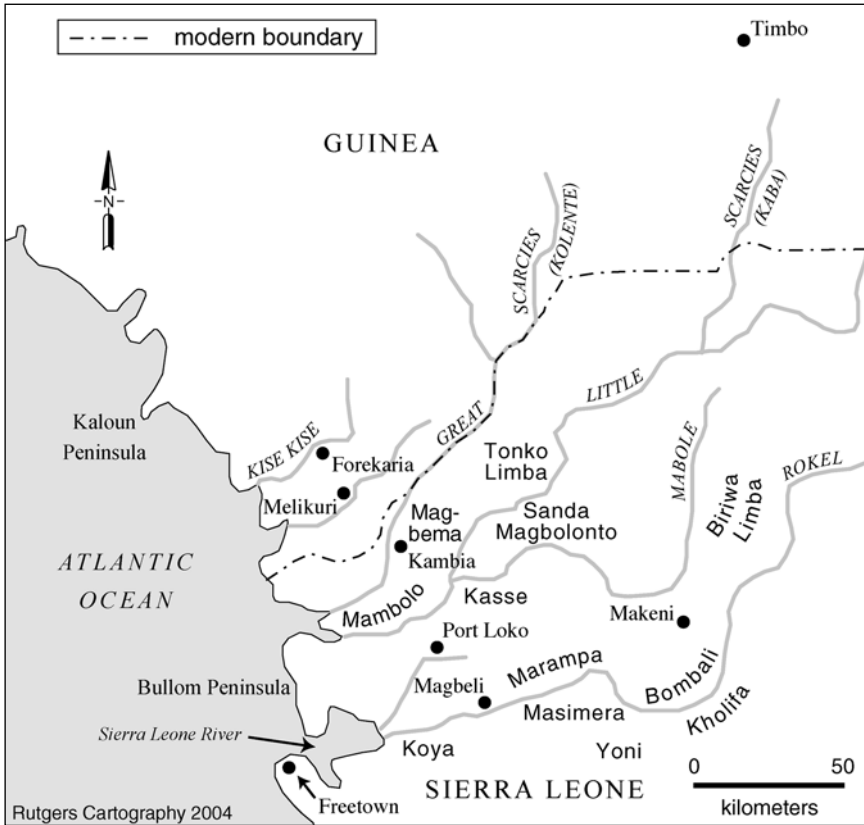 modern boundary
Timbo
GUINEA
N
SCARCIES
(KOLENTE)
SCARCIES
(KABA)
Kaloun
Peninsula
KISE KISE
Forekaria
Melikuri
GREAT
LITTLE
Tonko
Limba
MABOLE
ROKEL
Biriwa
Limba
Sanda
Magbolonto
Mag-
bema
Kambia
ATLANTIC
OCEAN
Mambolo
Kasse
Makeni
Port Loko
Bullom Peninsula
Magbeli
Marampa
Bombali
Kholifa
Masimera
Sierra Leone River
Koya
Yoni
Freetown
SIERRA LEONE
0
50
kilometers
Rutgers Cartography 2004